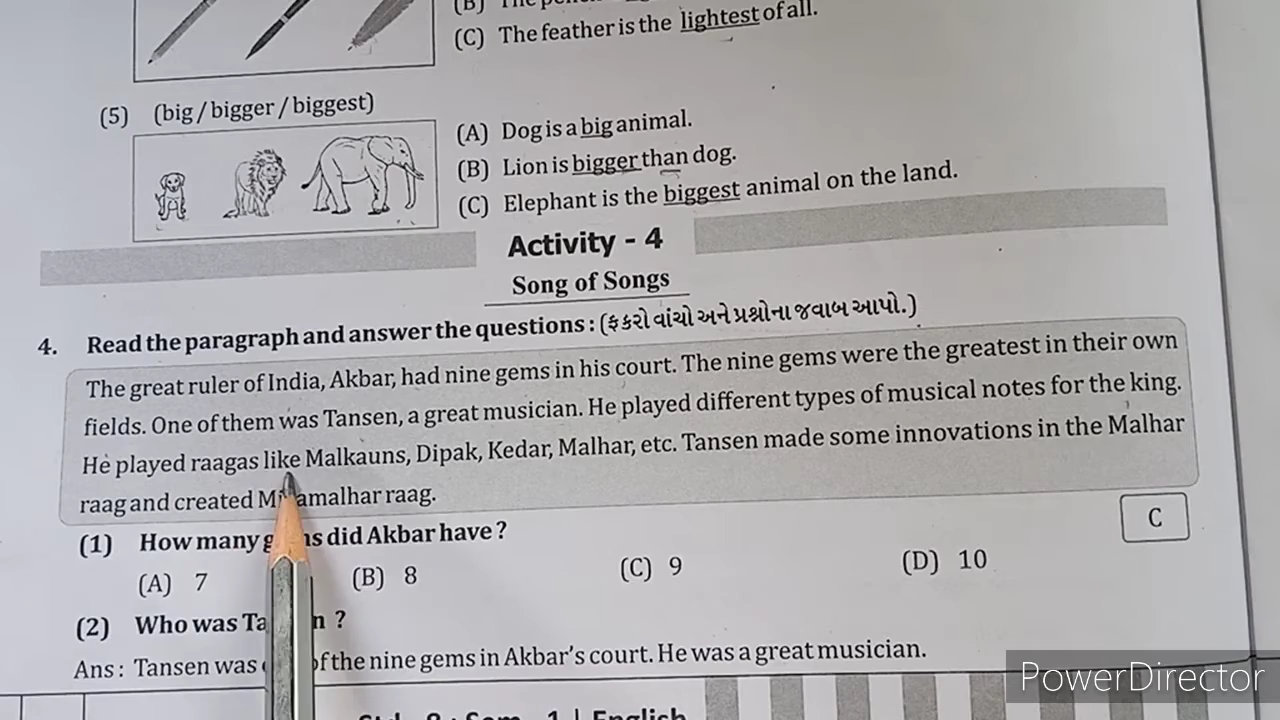 (B) The
(C) The feather is the lightest of all.
(5) (big / bigger / biggest)
(A) Dog is a big animal.
(B) Lion is bigger than dog.
(C) Elephant is the biggest animal on the land.
Activity - 4
Song of Songs
4. Read the paragraph and answer the questions : (ફકરો વાંચો અને પ્રશ્નોના જવાબ આપો.)
The great ruler of India, Akbar, had nine gems in his court. The nine gems were the greatest in their own
fields. One of them was Tansen, a great musician. He played different types of musical notes for the king.
He played raagas like Malkauns, Dipak, Kedar, Malhar, etc. Tansen made some innovations in the Malhar
raag and created raag.
C
(1) How many did Akbar have ?
(A) 7 (B) 8 (C) 9 (D) 10
(2) Who was ?
Ans : Tansen was the nine gems in Akbar's court. He was a great musician.
1 | English
PowerDirector